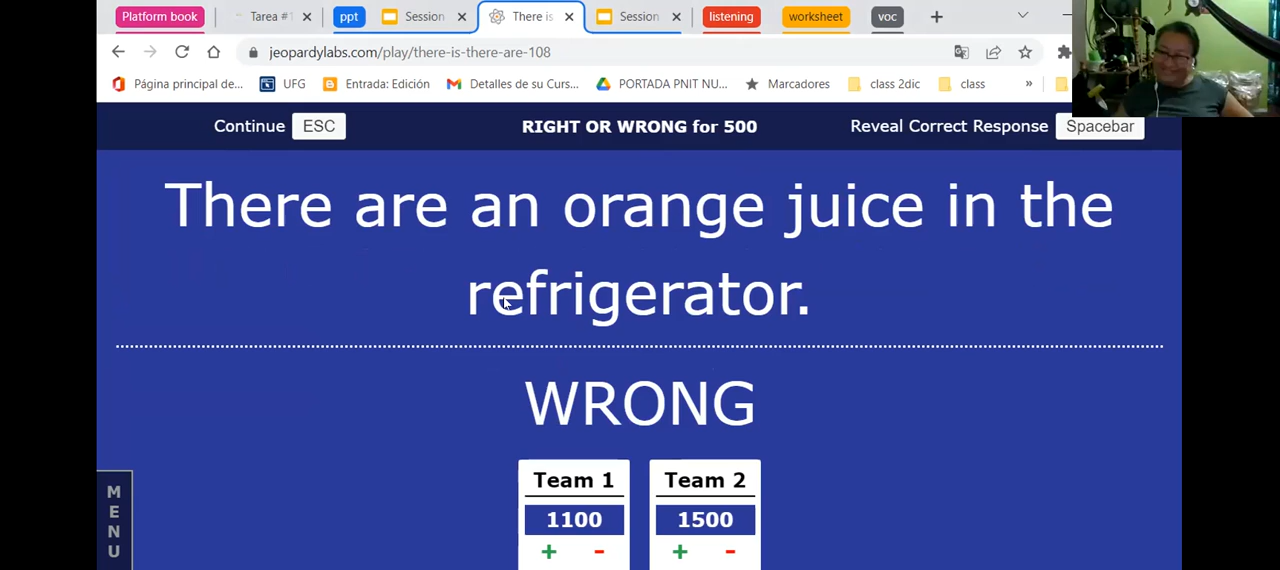 Platform book
Tarea #1
ppt
Session
There is
Session
listening
worksheet
voc
jeopardylabs.com/play/there-is-there-are-108
Página principal de...
UFG
Entrada: Edición
Detalles de su Curs...
PORTADA PNIT NU...
Marcadores
class 2dic
class
»
Continue ESC
RIGHT OR WRONG for 500
Reveal Correct Response Spacebar
There are an orange juice in the
refrigerator.
WRONG
MENU
Team 1 Team 2
1100 1500
+ - + -